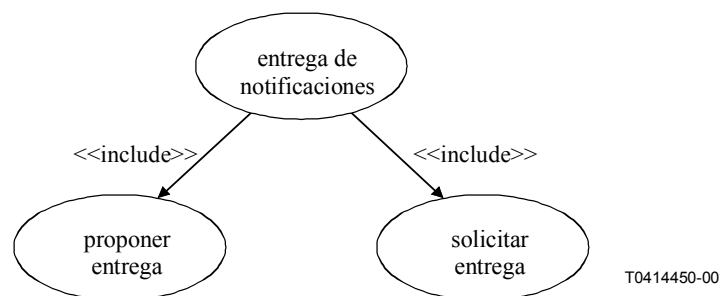 entrega de
notificaciones
<<include>>
<<include>>
proponer
entrega
solicitar
entrega
T0414450-00